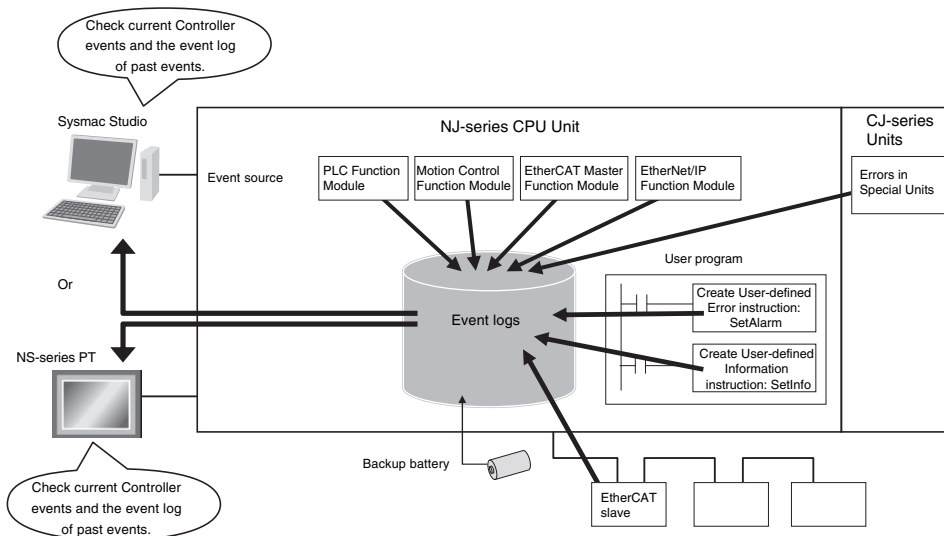 Check current Controller
events and the event log
of past events.
Sysmac Studio
NJ-series CPU Unit
CJ-series
Units
Event source
PLC Function
Module
Motion Control
Function Module
EtherCAT Master
Function Module
EtherNet/IP
Function Module
Errors in
Special Units
User program
Or
Event logs
Create User-defined
Error instruction:
SetAlarm
Create User-defined
Information
instruction: SetInfo
NS-series PT
Backup battery
EtherCAT
slave
Check current Controller
events and the event log
of past events.